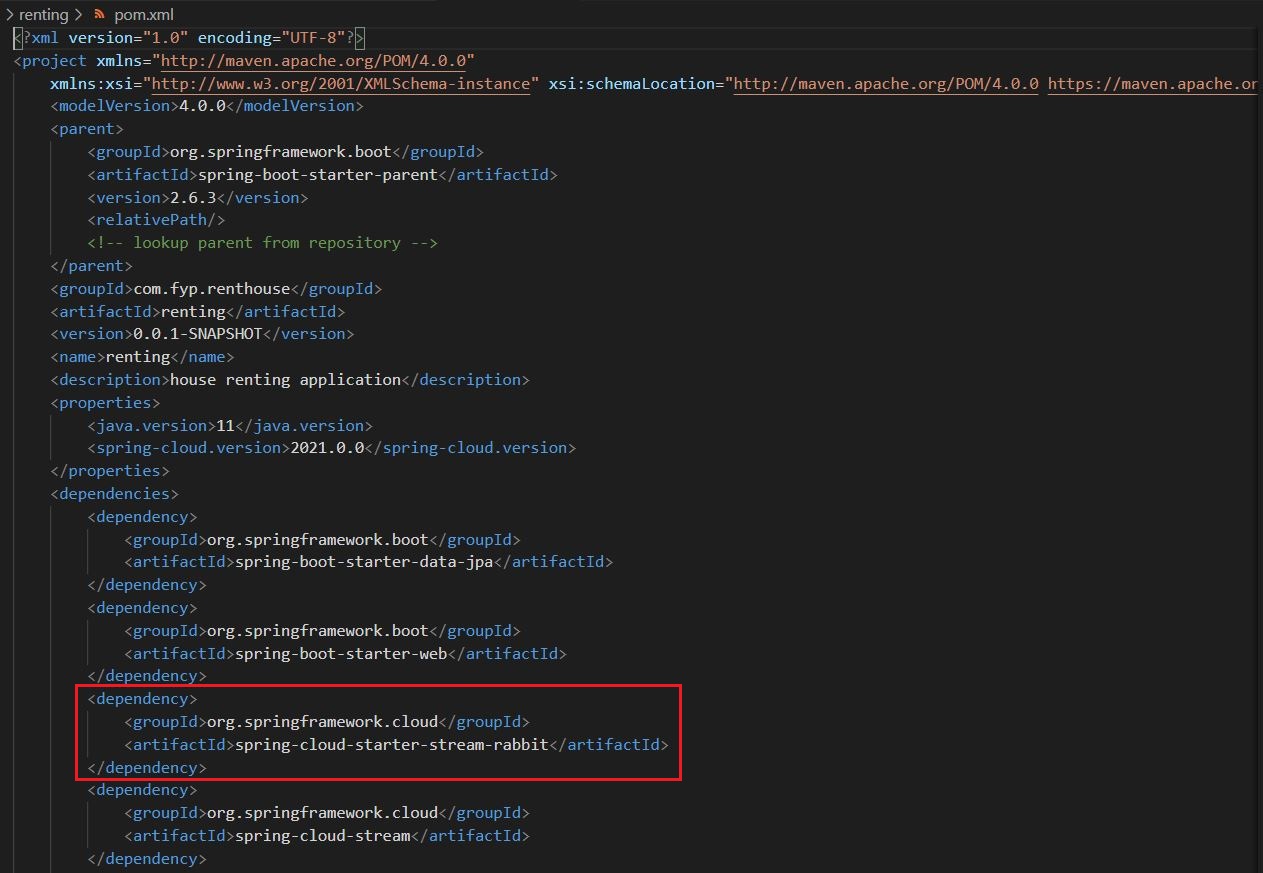 renting > pom.xml
<?xml version="1.0" encoding="UTF-8"?>
<project xmlns="http://maven.apache.org/POM/4.0.0"
    xmlns:xsi="http://www.w3.org/2001/XMLSchema-instance" xsi:schemaLocation="http://maven.apache.org/POM/4.0.0 https://maven.apache.or
    <modelVersion>4.0.0</modelVersion>
    <parent>
        <groupId>org.springframework.boot</groupId>
        <artifactId>spring-boot-starter-parent</artifactId>
        <version>2.6.3</version>
        <relativePath/>
        <!-- lookup parent from repository -->
    </parent>
    <groupId>com.fyp.renthouse</groupId>
    <artifactId>renting</artifactId>
    <version>0.0.1-SNAPSHOT</version>
    <name>renting</name>
    <description>house renting application</description>
    <properties>
        <java.version>11</java.version>
        <spring-cloud.version>2021.0.0</spring-cloud.version>
    </properties>
    <dependencies>
        <dependency>
            <groupId>org.springframework.boot</groupId>
            <artifactId>spring-boot-starter-data-jpa</artifactId>
        </dependency>
        <dependency>
            <groupId>org.springframework.boot</groupId>
            <artifactId>spring-boot-starter-web</artifactId>
        </dependency>
        <dependency>
            <groupId>org.springframework.cloud</groupId>
            <artifactId>spring-cloud-starter-stream-rabbit</artifactId>
        </dependency>
        <dependency>
            <groupId>org.springframework.cloud</groupId>
            <artifactId>spring-cloud-stream</artifactId>
        </dependency>